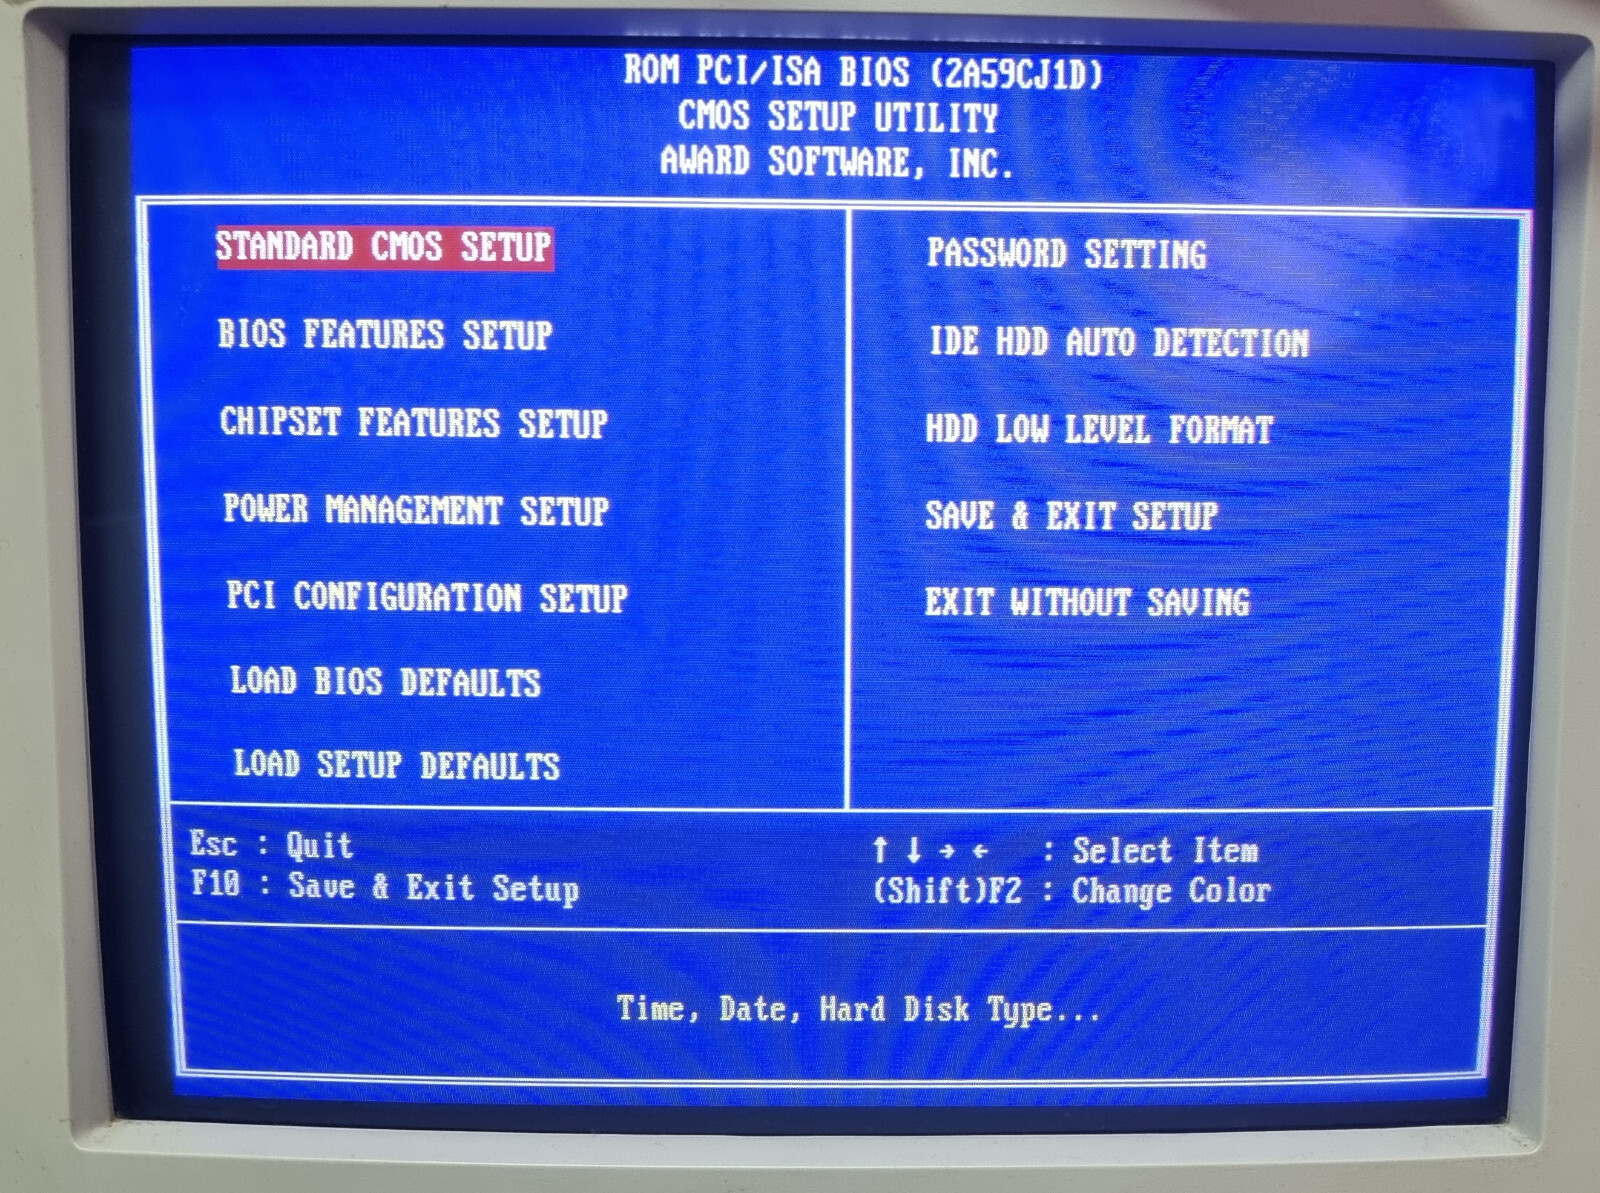 ROM PCI/ISA BIOS (2A59CJ1D)
CMOS SETUP UTILITY
AWARD SOFTWARE, INC.
STANDARD CMOS SETUP
BIOS FEATURES SETUP
CHIPSET FEATURES SETUP
POWER MANAGEMENT SETUP
PCI CONFIGURATION SETUP
LOAD BIOS DEFAULTS
LOAD SETUP DEFAULTS
PASSWORD SETTING
IDE HDD AUTO DETECTION
HDD LOW LEVEL FORMAT
SAVE & EXIT SETUP
EXIT WITHOUT SAVING
Esc : Quit
F10 : Save & Exit Setup
↑ ↓ → ← : Select Item
(Shift)F2 : Change Color
Time, Date, Hard Disk Type...